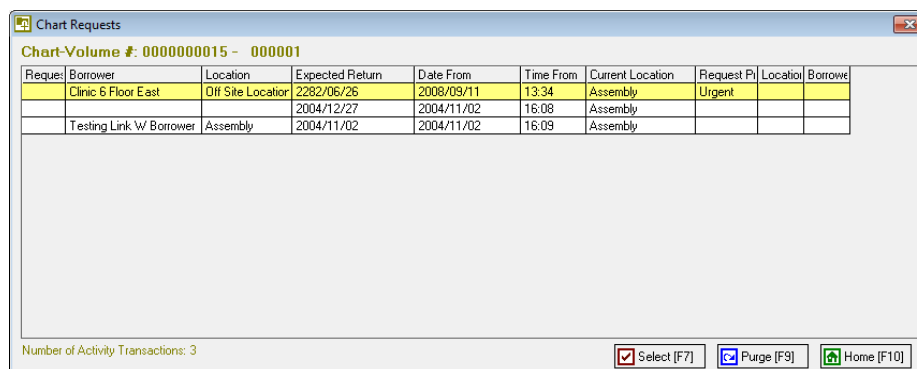 Chart Requests
Chart-Volume #: 0000000015 - 000001
Reques Borrower Location Expected Return Date From Time From Current Location Request Pr Location Borrowe
Clinic 6 Floor East Off Site Location 2282/06/26 2008/09/11 13:34 Assembly Urgent
2004/12/27 2004/11/02 16:08 Assembly
Testing Link W Borrower Assembly 2004/11/02 2004/11/02 16:09 Assembly
Number of Activity Transactions: 3
Select [F7] Purge [F9] Home [F10]